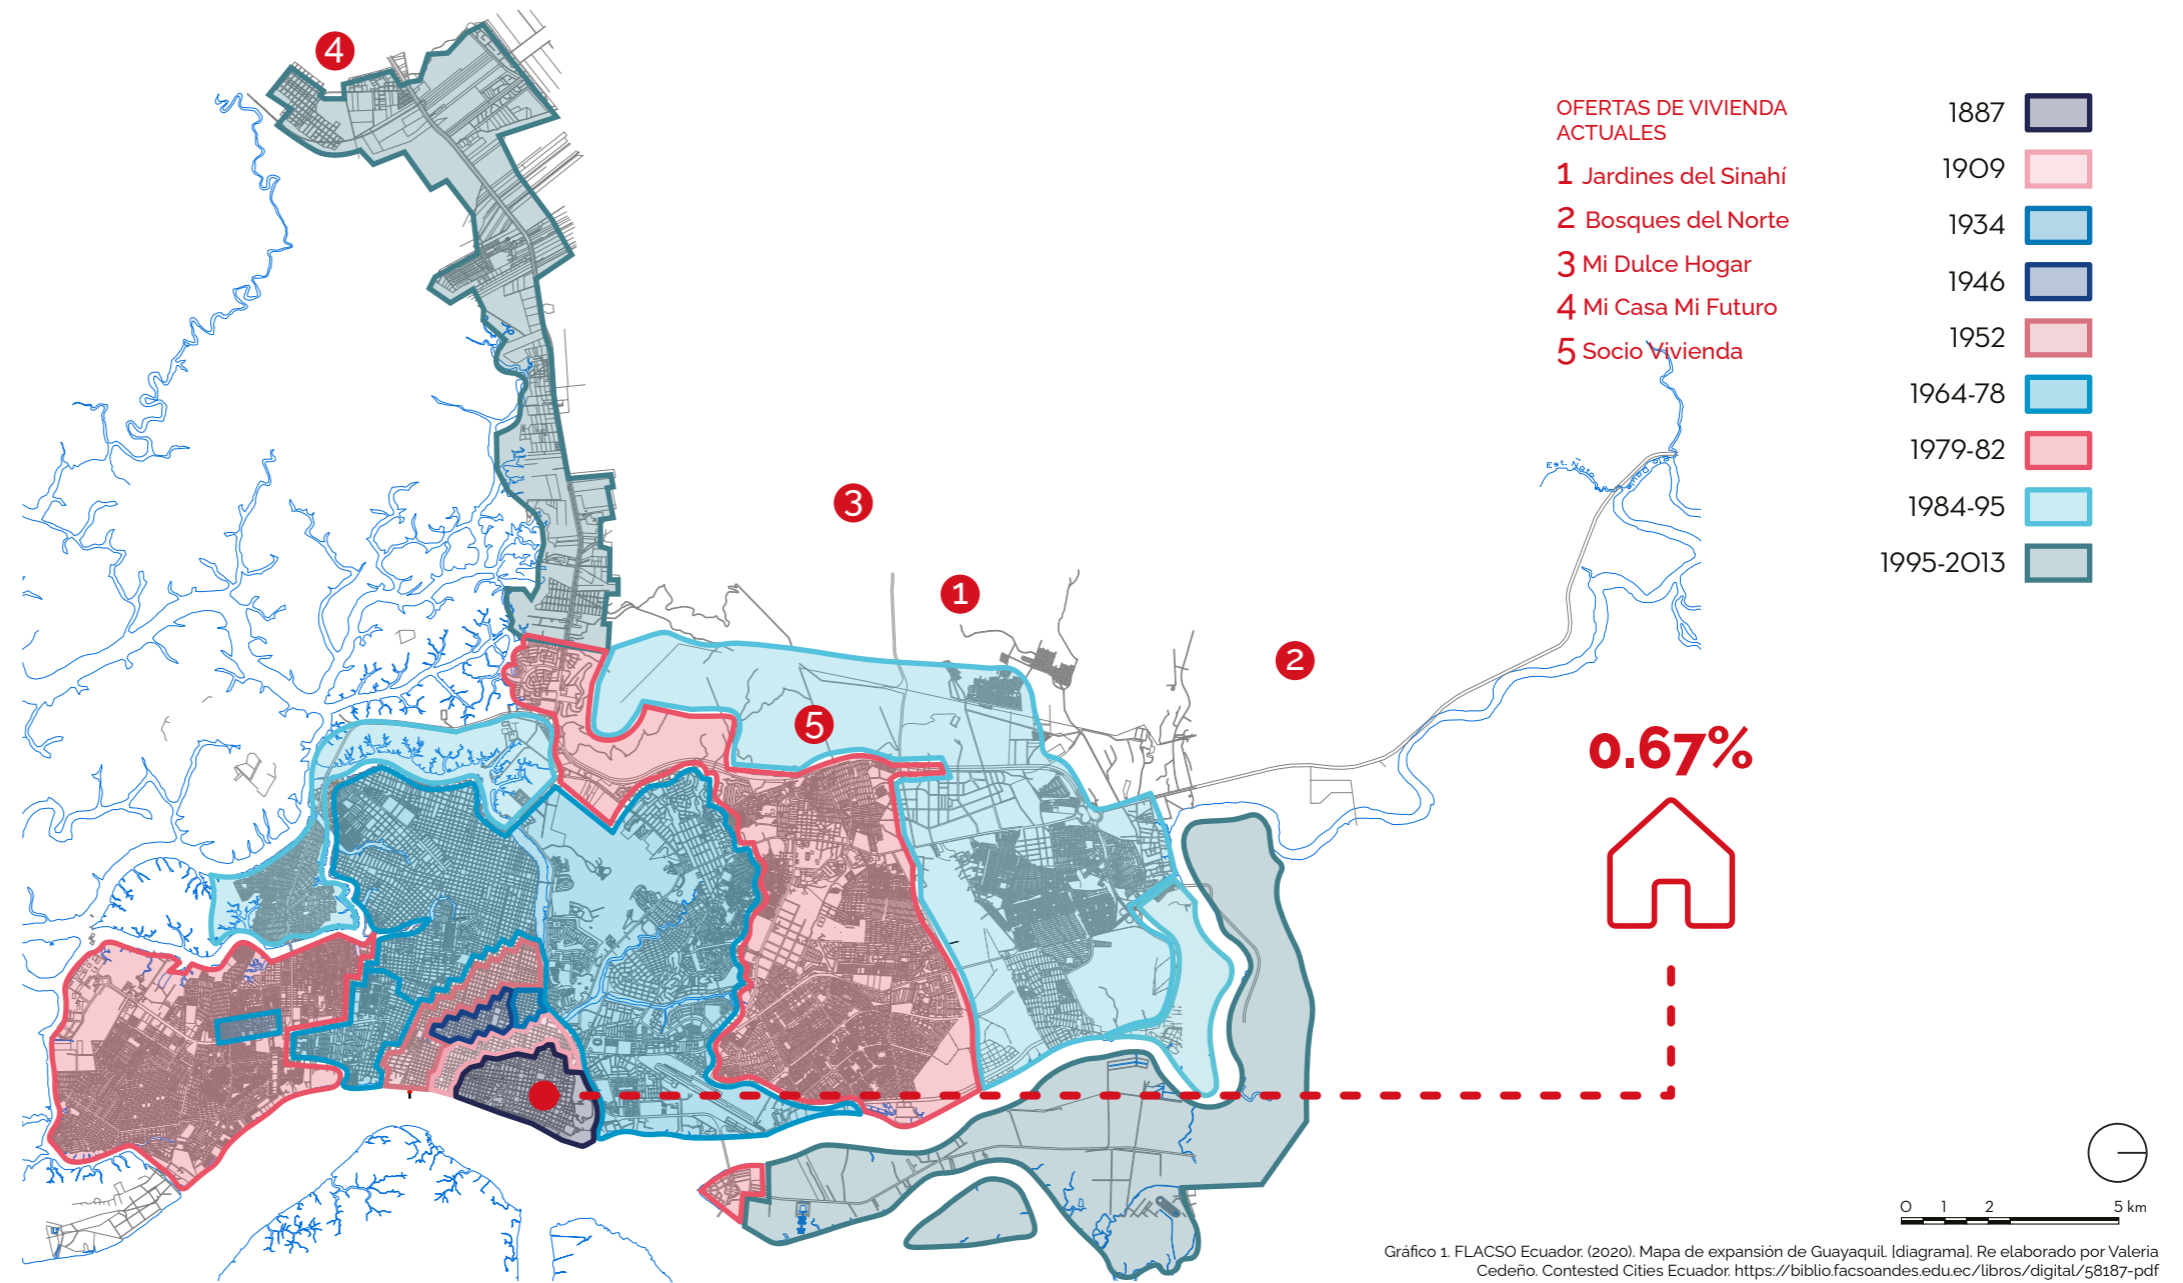 4
OFERTAS DE VIVIENDA
ACTUALES
1 Jardines del Sinahí
2 Bosques del Norte
3 Mi Dulce Hogar
4 Mi Casa Mi Futuro
5 Socio Vivienda
1887
1909
1934
1946
1952
1964-78
1979-82
1984-95
1995-2013
3
1
2
5
Est. Ñato
0.67%
0 1 2 5 km
Gráfico 1. FLACSO Ecuador. (2020). Mapa de expansión de Guayaquil. [diagrama]. Re elaborado por Valeria
Cedeño. Contested Cities Ecuador. https://biblio.facsoandes.edu.ec/libros/digital/58187-pdf